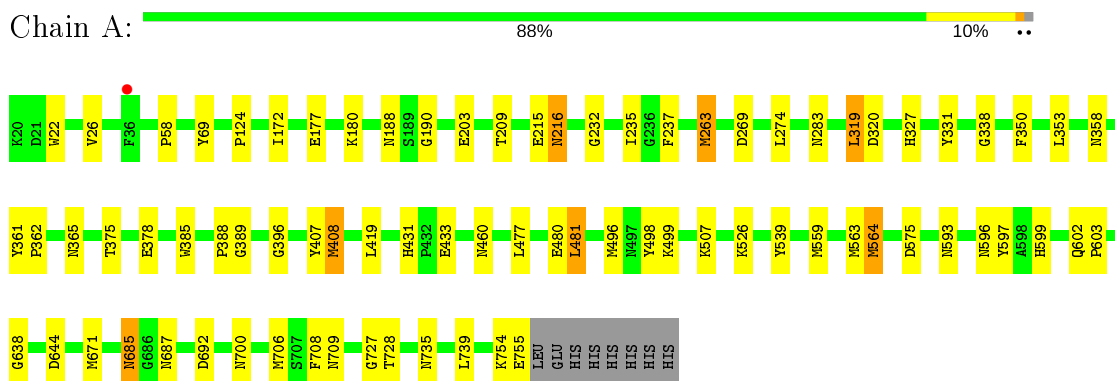 Chain A:
88% 10% • •
K20 D21 W22 V26 F36 P58 Y69 P124 I172 E177 K180 N188 S189 G190 E203 T209 E215 N216 G232 I235 G236 F237 M263 D269 L274 N283 L319 D320 H327 Y331 G338 F350 L353 N358
Y361 P362 N365 T375 E378 W385 P388 G389 G396 Y407 M408 L419 H431 P432 E433 N460 L477 E480 L481 M496 N497 Y498 K499 K507 K526 Y539 M559 M563 M564 D575 N593 N596 Y597 A598 H599 Q602 P603
G638 D644 M671 N685 G686 N687 D692 N700 M706 S707 F708 N709 G727 T728 N735 L739 K754 E755 LEU GLU HIS HIS HIS HIS HIS HIS